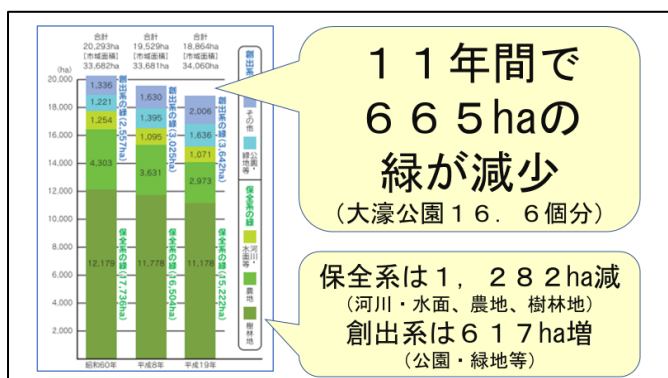 合計
20,293ha
[市域面積]
33,682ha
合計
19,529ha
[市域面積]
33,681ha
合計
18,864ha
[市域面積]
34,060ha
(ha)
20,000
18,000
16,000
14,000
12,000
10,000
8,000
6,000
4,000
2,000
1,336
1,221
1,254
4,303
12,179
創出系の緑(2,557ha)
保全系の緑(17,736ha)
昭和60年
1,630
1,395
1,095
3,631
11,778
創出系の緑(3,025ha)
保全系の緑(16,504ha)
平成8年
2,006
1,636
1,071
2,973
11,178
創出系の緑(3,642ha)
保全系の緑(15,222ha)
平成19年
その他
公園・緑地等
保全系の緑
河川・水面等
農地
樹林地
11年間で
665haの
緑が減少
(大濠公園16.6個分)
保全系は1,282ha減
(河川・水面、農地、樹林地)
創出系は617ha増
(公園・緑地等)